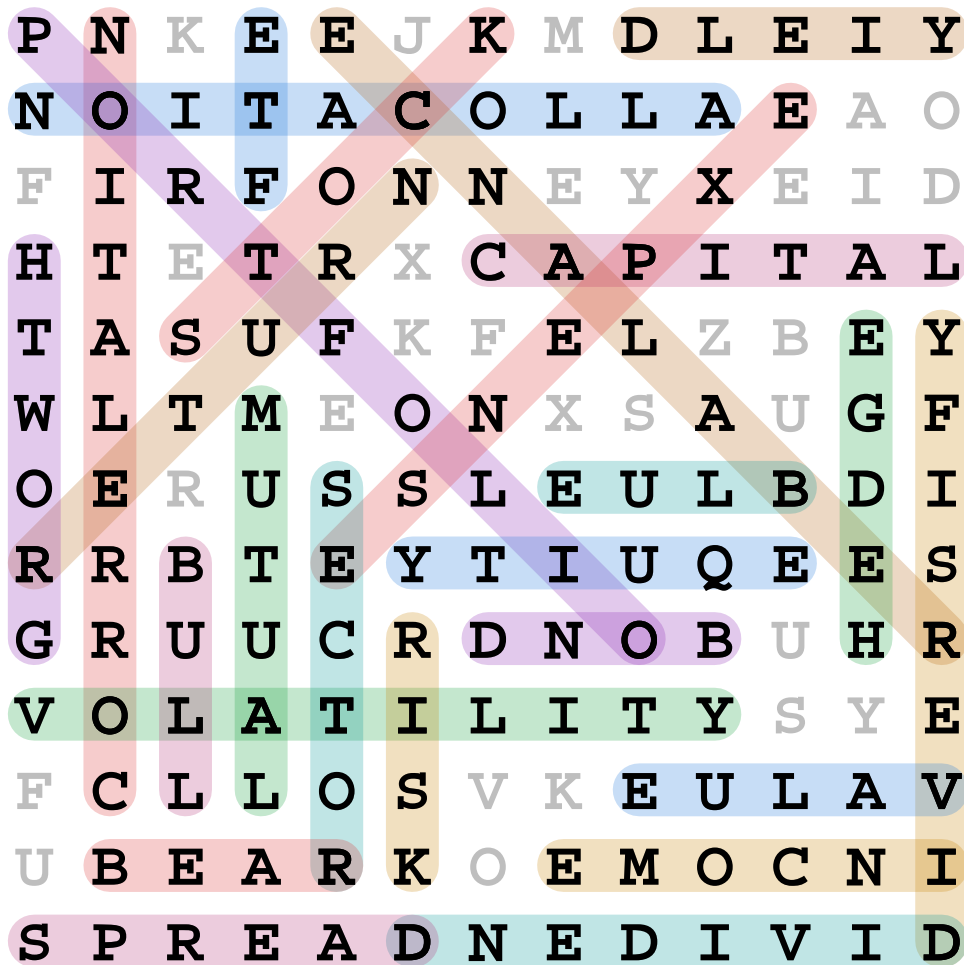 P N K E E J K M D L E I Y
N O I T A C O L L A E A O
F I R F O N N E Y X E I D
H T E T R X C A P I T A L
T A S U F K F E L Z B E Y
W L T M E O N X S A U G F
O E R U S S L E U L B D I
R R B T E Y T I U Q E E S
G R U U C R D N O B U H R
V O L A T I L I T Y S Y E
F C L L O S V K E U L A V
U B E A R K O E M O C N I
S P R E A D N E D I V I D